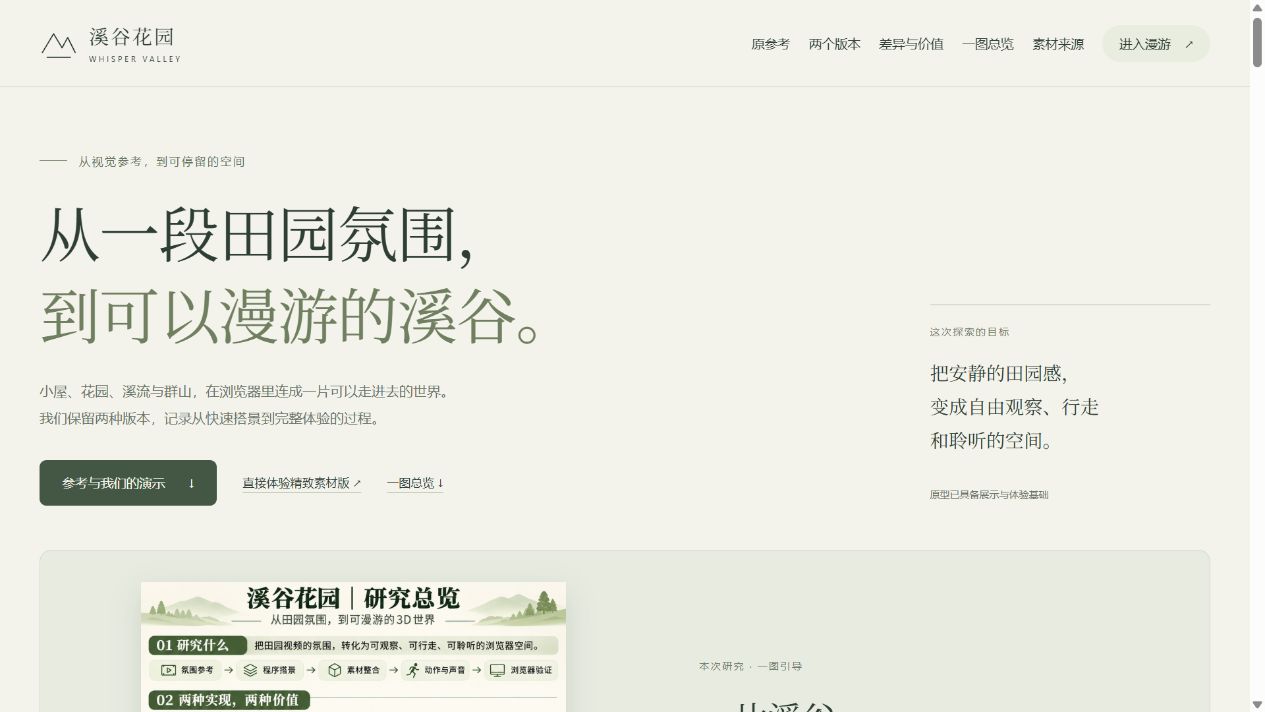 溪谷花园
WHISPER VALLEY
原参考 两个版本 差异与价值 一图总览 素材来源 进入漫游 ↗
从视觉参考，到可停留的空间
从一段田园氛围，
到可以漫游的溪谷。
小屋、花园、溪流与群山，在浏览器里连成一片可以走进去的世界。
我们保留两种版本，记录从快速搭景到完整体验的过程。
参考与我们的演示 ↓
直接体验精致素材版 ↗
一图总览 ↓
这次探索的目标
把安静的田园感，
变成自由观察、行走
和聆听的空间。
原型已具备展示与体验基础
溪谷花园｜研究总览
从田园氛围，到可漫游的3D世界
01 研究什么
把田园视频的氛围，转化为可观察、可行走、可聆听的浏览器空间。
氛围参考 → 程序搭景 → 素材整合 → 动作与声音 → 浏览器验证
02 两种实现，两种价值
本次研究 · 一图引导